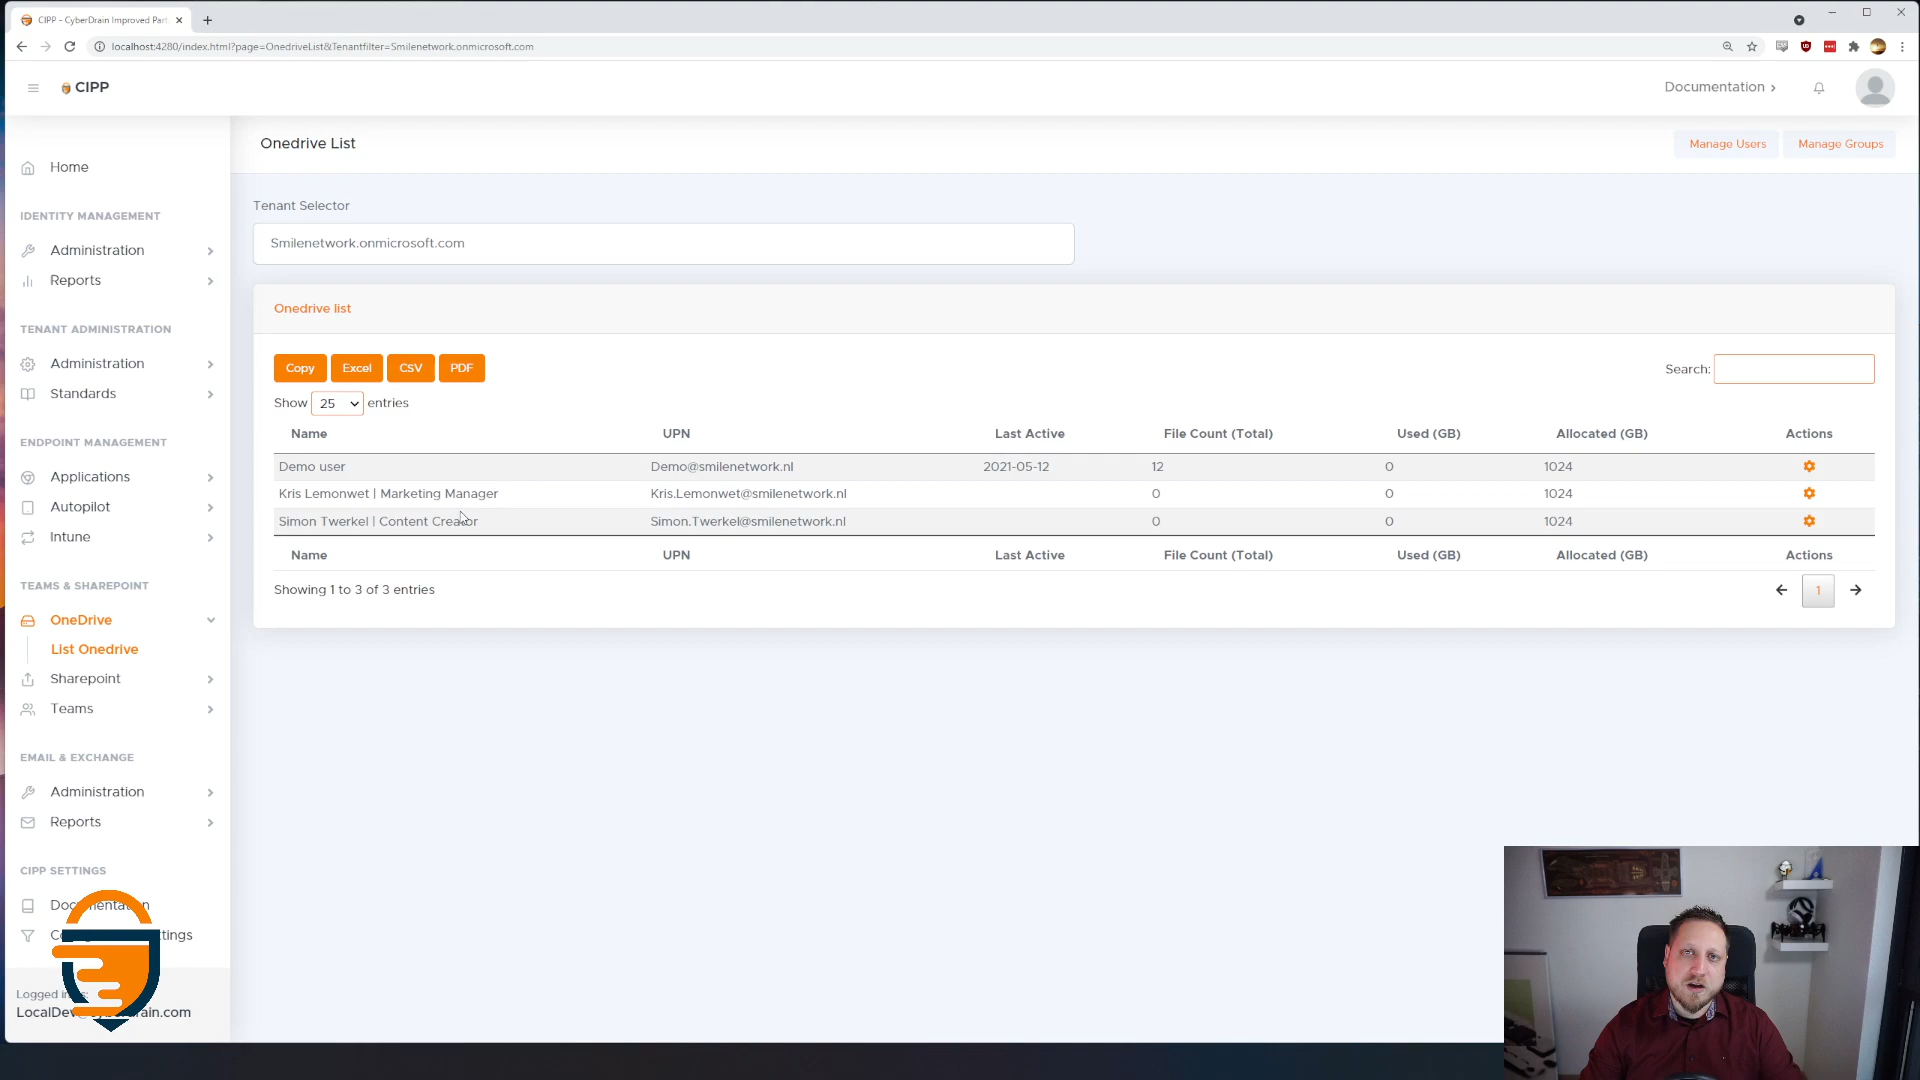 CIPP - CyberDrain Improved Part
localhost:4280/index.html?page=OnedriveList&Tenantfilter=Smilenetwork.onmicrosoft.com
CIPP
Documentation
Home
IDENTITY MANAGEMENT
Administration
Reports
TENANT ADMINISTRATION
Administration
Standards
ENDPOINT MANAGEMENT
Applications
Autopilot
Intune
TEAMS & SHAREPOINT
OneDrive
List Onedrive
Sharepoint
Teams
EMAIL & EXCHANGE
Administration
Reports
CIPP SETTINGS
Documentation
Logged in
Onedrive List
Manage Users
Manage Groups
Tenant Selector
Smilenetwork.onmicrosoft.com
Onedrive list
Copy Excel CSV PDF
Search:
Show 25 entries
Name UPN Last Active File Count (Total) Used (GB) Allocated (GB) Actions
Demo user Demo@smilenetwork.nl 2021-05-12 12 0 1024
Kris Lemonwet | Marketing Manager Kris.Lemonwet@smilenetwork.nl 0 0 1024
Simon Twerkel | Content Creator Simon.Twerkel@smilenetwork.nl 0 0 1024
Name UPN Last Active File Count (Total) Used (GB) Allocated (GB) Actions
Showing 1 to 3 of 3 entries
1